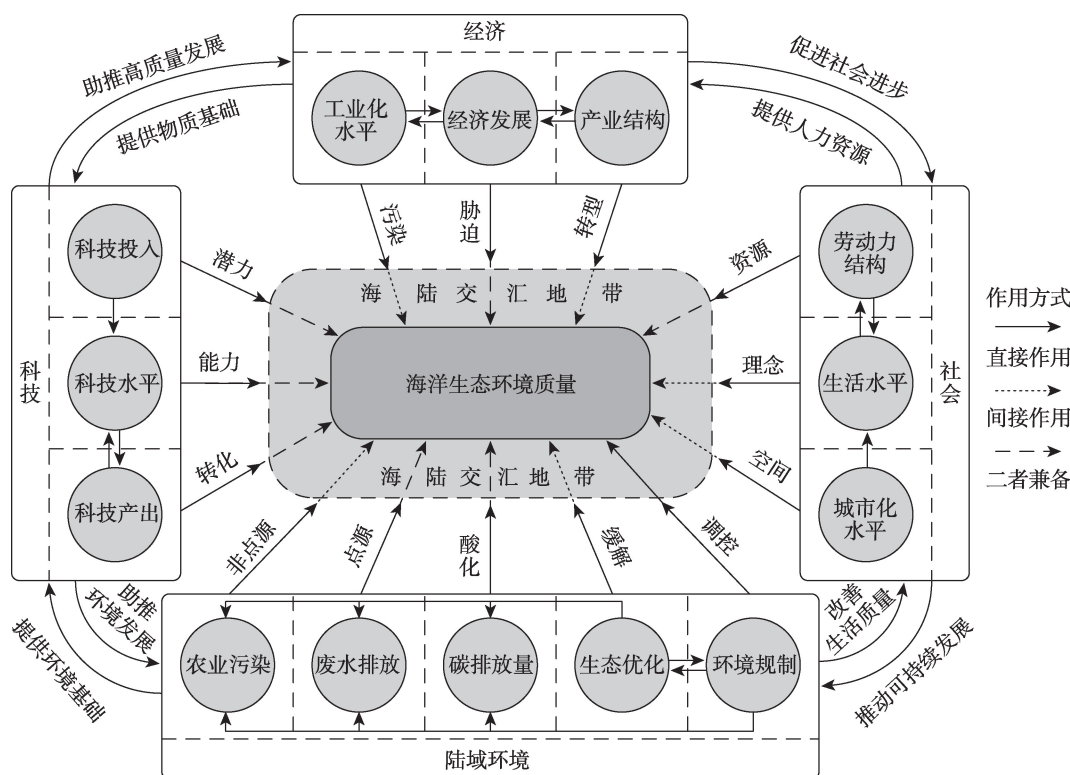 经济
助推高质量发展
促进社会进步
工业化
水平
经济发展
产业结构
提供物质基础
提供人力资源
污染
胁迫
转型
科技投入
劳动力
结构
潜力
资源
海陆交汇地带
作用方式
直接作用
科技
科技水平
能力
海洋生态环境质量
理念
生活水平
社会
间接作用
二者兼备
转化
海陆交汇地带
空间
科技产出
城市化
水平
非点源
点源
酸化
缓解
调控
助推
环境发展
改善
生活质量
提供环境基础
农业污染
废水排放
碳排放量
生态优化
环境规制
推动可持续发展
陆域环境